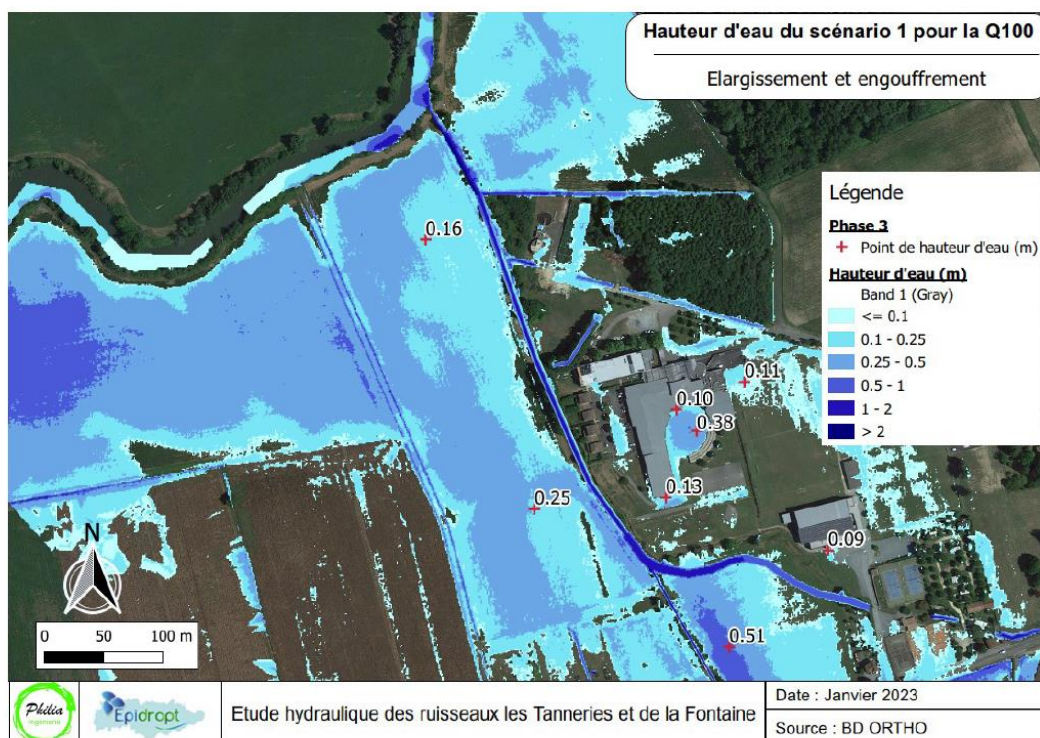 Hauteur d'eau du scénario 1 pour la Q100
Elargissement et engouffrement
Légende
Phase 3
Point de hauteur d'eau (m)
Hauteur d'eau (m)
Band 1 (Gray)
<= 0.1
0.1 - 0.25
0.25 - 0.5
0.5 - 1
1 - 2
> 2
0.16
0.11
0.10
0.38
0.13
0.25
0.09
0.51
N
0 50 100 m
Philia
ingénierie
Epidropt
Etude hydraulique des ruisseaux les Tanneries et de la Fontaine
Date : Janvier 2023
Source : BD ORTHO